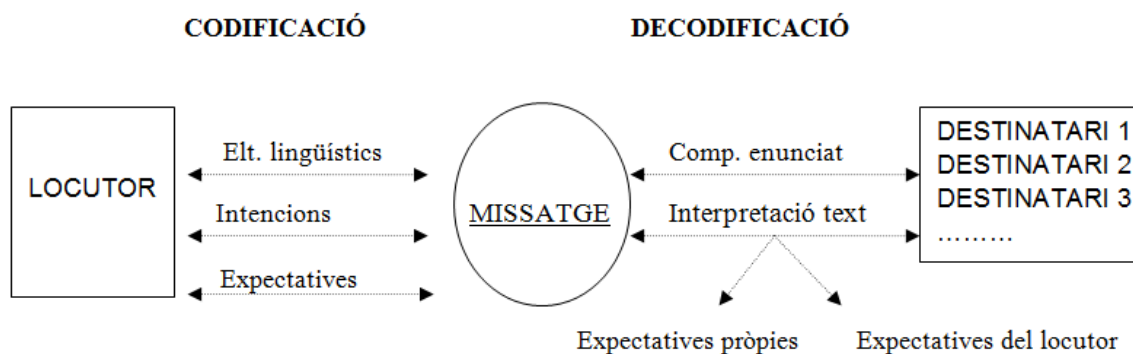 CODIFICACIÓ
DECODIFICACIÓ
LOCUTOR
Elt. lingüístics
Intencions
Expectatives
MISSATGE
Comp. enunciat
Interpretació text
DESTINATARI 1
DESTINATARI 2
DESTINATARI 3
………
Expectatives pròpies
Expectatives del locutor